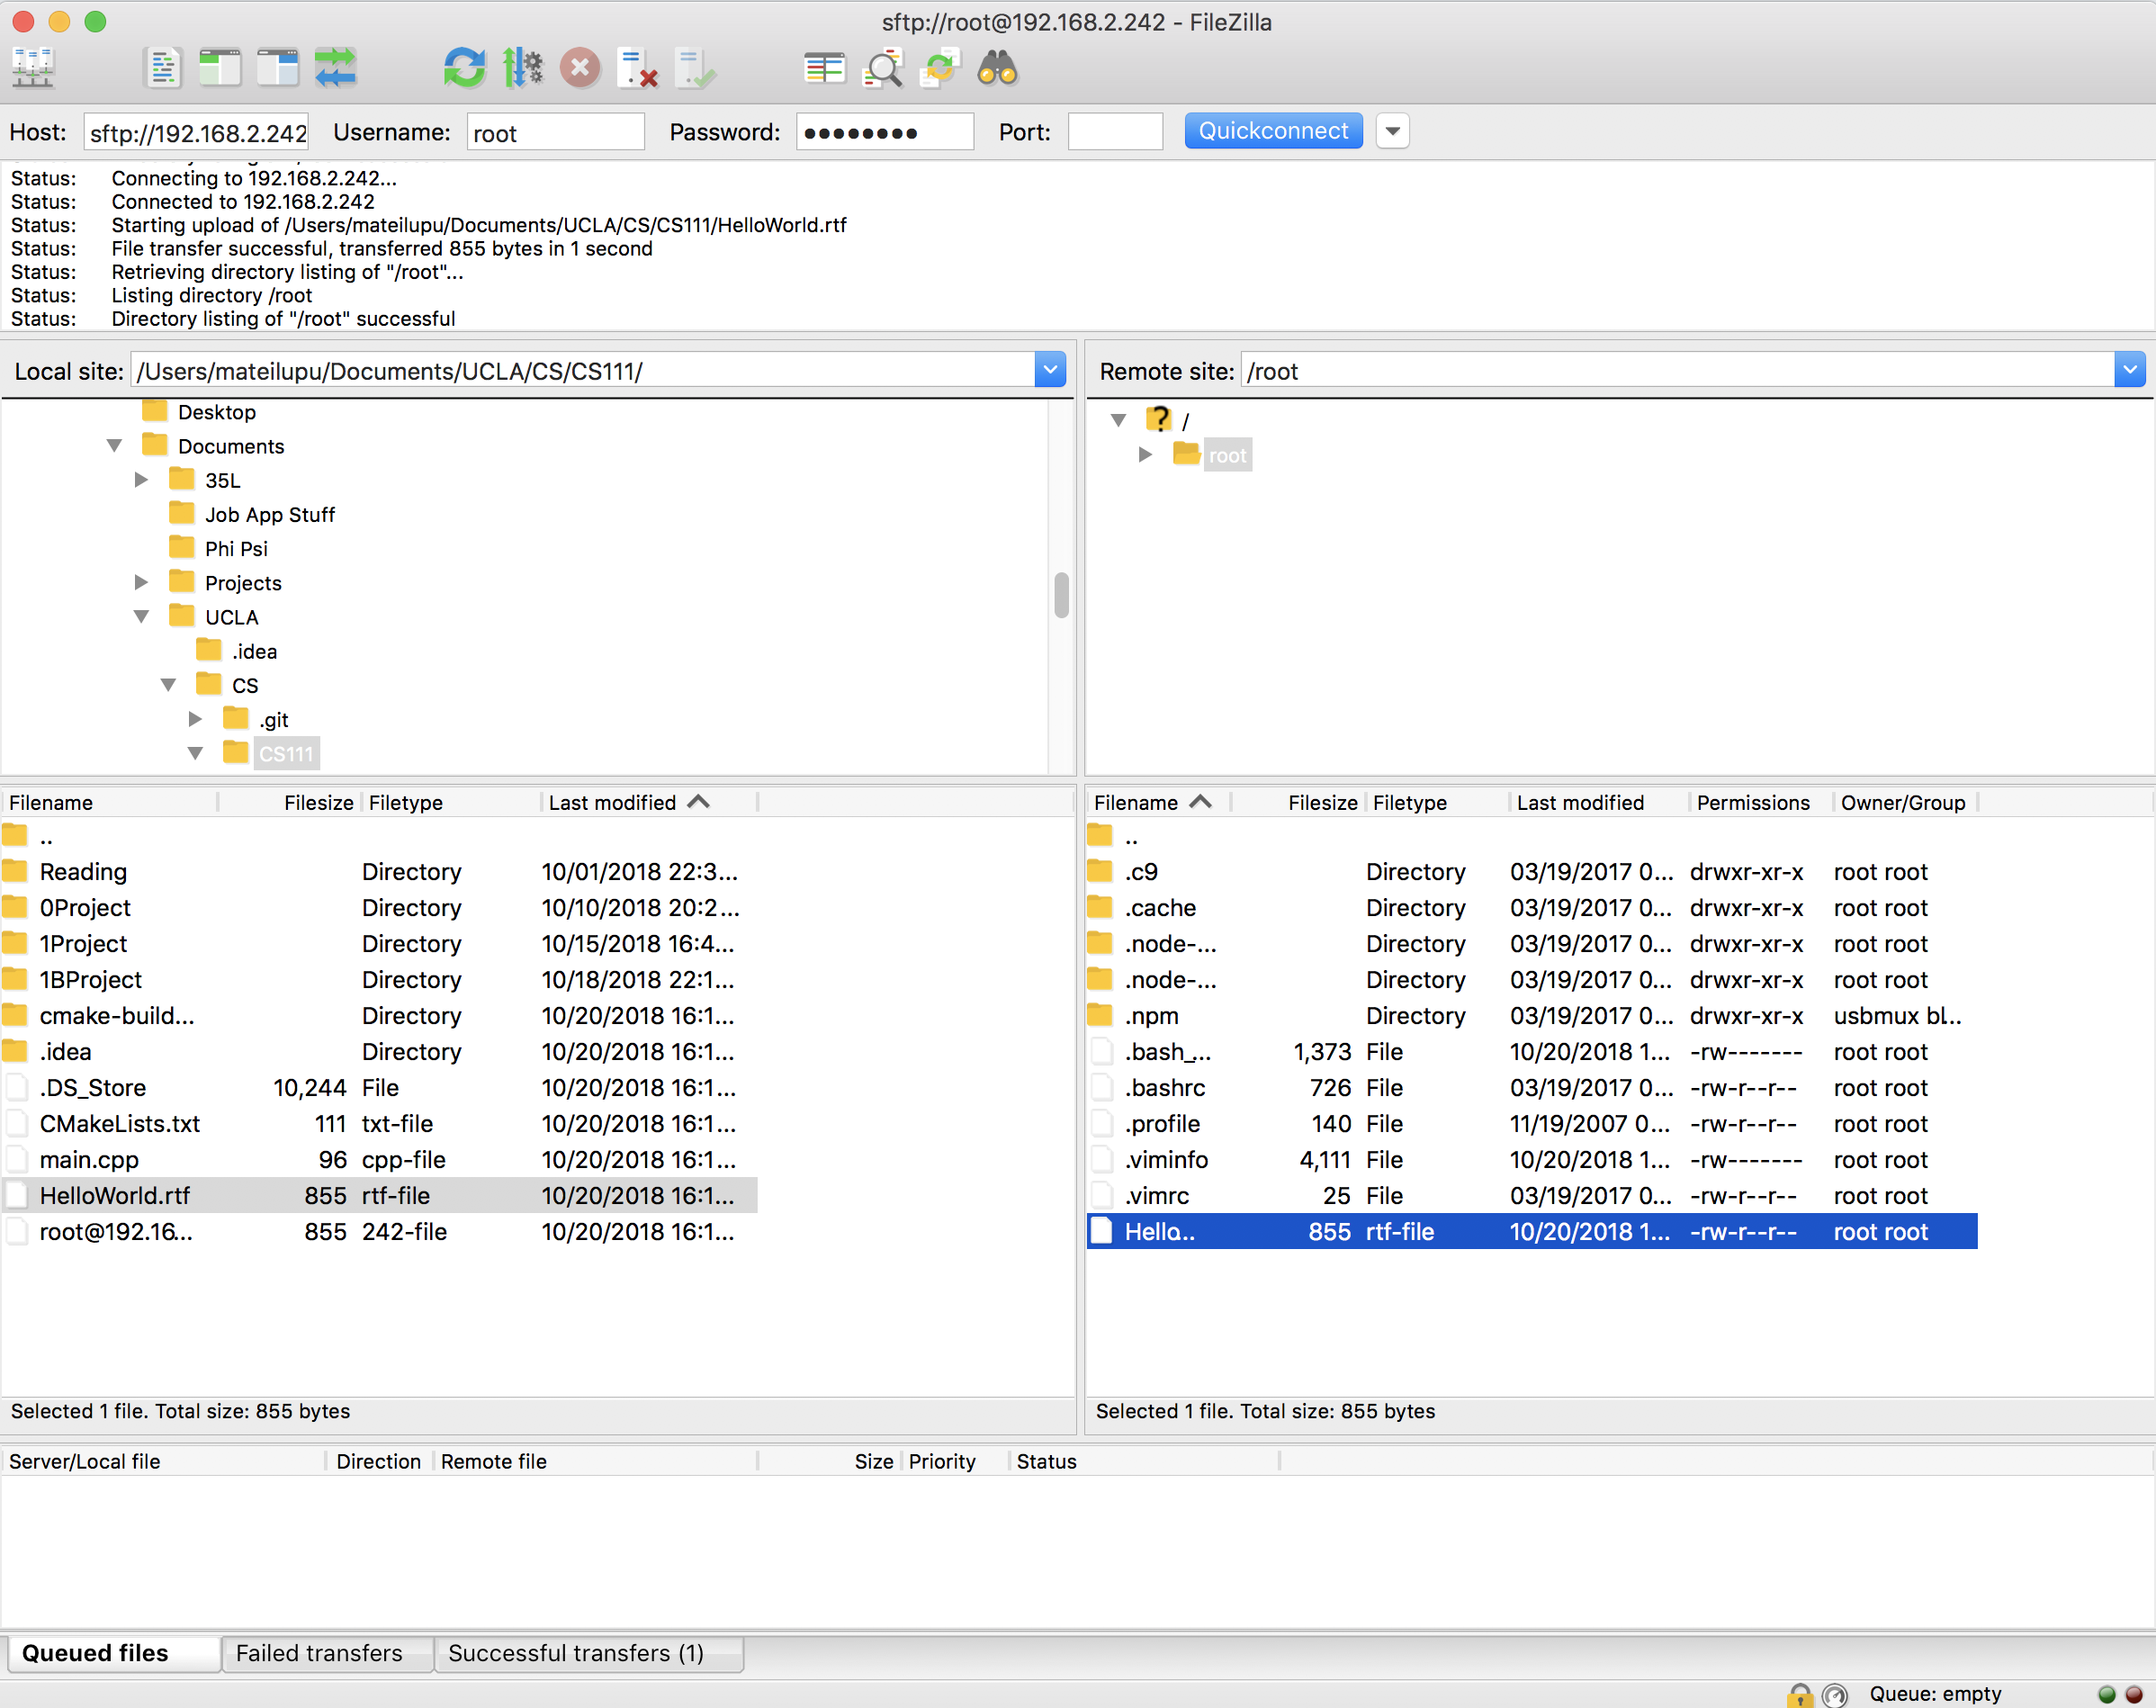 sftp://root@192.168.2.242 - FileZilla
Host: sftp://192.168.2.242 Username: root Password: ●●●●●●●● Port: Quickconnect
Status: Connecting to 192.168.2.242...
Status: Connected to 192.168.2.242
Status: Starting upload of /Users/mateilupu/Documents/UCLA/CS/CS111/HelloWorld.rtf
Status: File transfer successful, transferred 855 bytes in 1 second
Status: Retrieving directory listing of "/root"...
Status: Listing directory /root
Status: Directory listing of "/root" successful
Local site: /Users/mateilupu/Documents/UCLA/CS/CS111/
Desktop
Documents
35L
Job App Stuff
Phi Psi
Projects
UCLA
.idea
CS
.git
CS111
Remote site: /root
? /
root
Filename Filesize Filetype Last modified
..
Reading Directory 10/01/2018 22:3...
0Project Directory 10/10/2018 20:2...
1Project Directory 10/15/2018 16:4...
1BProject Directory 10/18/2018 22:1...
cmake-build... Directory 10/20/2018 16:1...
.idea Directory 10/20/2018 16:1...
.DS_Store 10,244 File 10/20/2018 16:1...
CMakeLists.txt 111 txt-file 10/20/2018 16:1...
main.cpp 96 cpp-file 10/20/2018 16:1...
HelloWorld.rtf 855 rtf-file 10/20/2018 16:1...
root@192.16... 855 242-file 10/20/2018 16:1...
Selected 1 file. Total size: 855 bytes
Filename Filesize Filetype Last modified Permissions Owner/Group
..
.c9 Directory 03/19/2017 0... drwxr-xr-x root root
.cache Directory 03/19/2017 0... drwxr-xr-x root root
.node-... Directory 03/19/2017 0... drwxr-xr-x root root
.node-... Directory 03/19/2017 0... drwxr-xr-x root root
.npm Directory 03/19/2017 0... drwxr-xr-x usbmux bl...
.bash_... 1,373 File 10/20/2018 1... -rw------- root root
.bashrc 726 File 03/19/2017 0... -rw-r--r-- root root
.profile 140 File 11/19/2007 0... -rw-r--r-- root root
.viminfo 4,111 File 10/20/2018 1... -rw------- root root
.vimrc 25 File 03/19/2017 0... -rw-r--r-- root root
Hello... 855 rtf-file 10/20/2018 1... -rw-r--r-- root root
Selected 1 file. Total size: 855 bytes
Server/Local file Direction Remote file Size Priority Status
Queued files Failed transfers Successful transfers (1)
Queue: empty